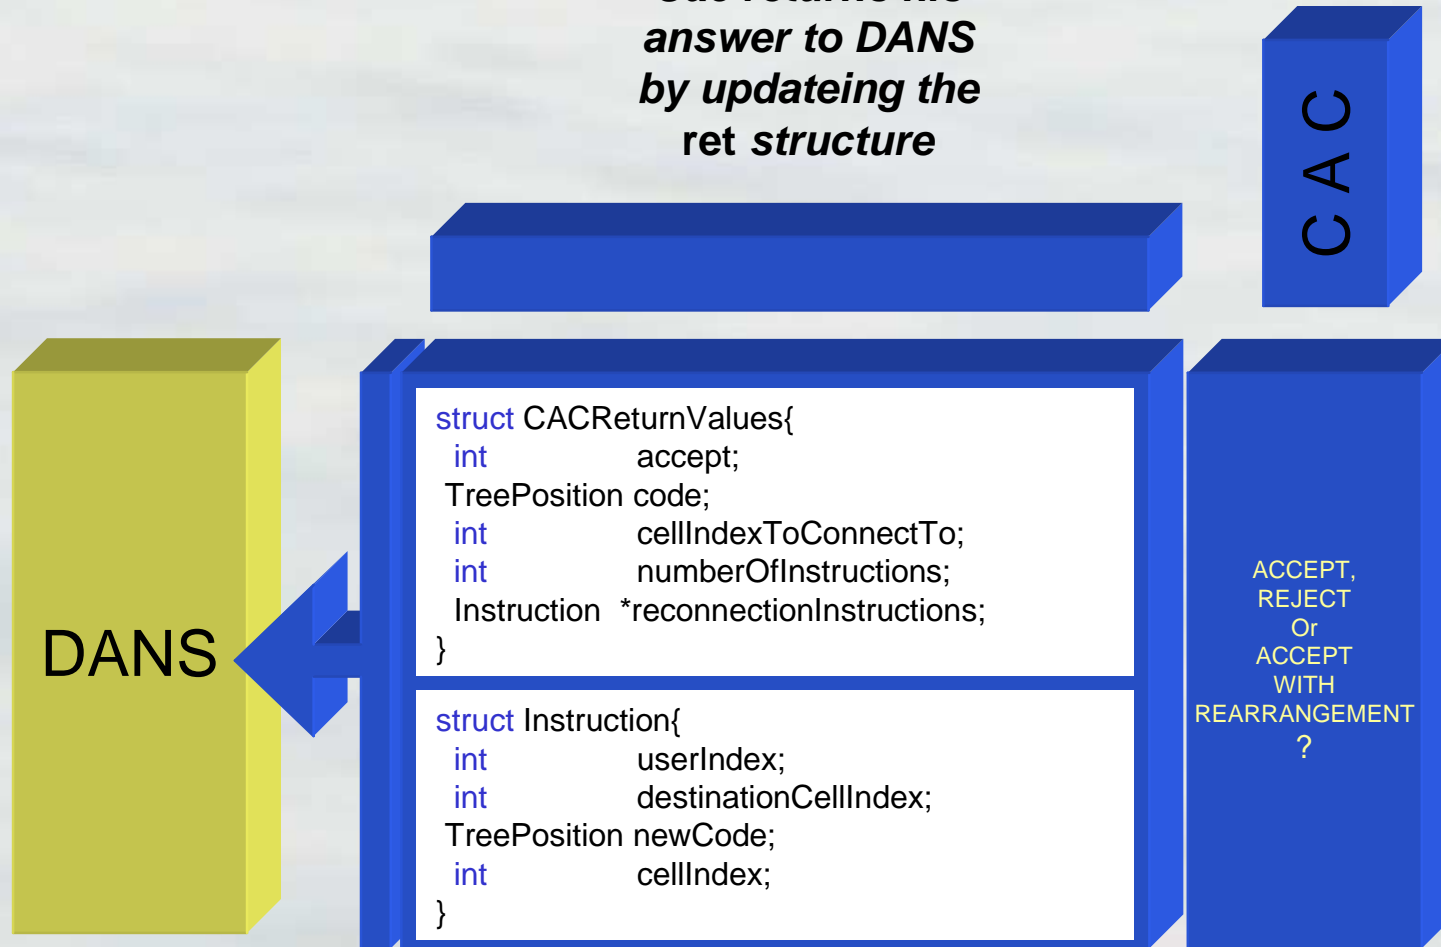 answer to DANS
by updateing the
ret structure
C A C
DANS
struct CACReturnValues{
int accept;
TreePosition code;
int cellIndexToConnectTo;
int numberOfInstructions;
Instruction *reconnectionInstructions;
}
struct Instruction{
int userIndex;
int destinationCellIndex;
TreePosition newCode;
int cellIndex;
}
ACCEPT,
REJECT
Or
ACCEPT
WITH
REARRANGEMENT
?